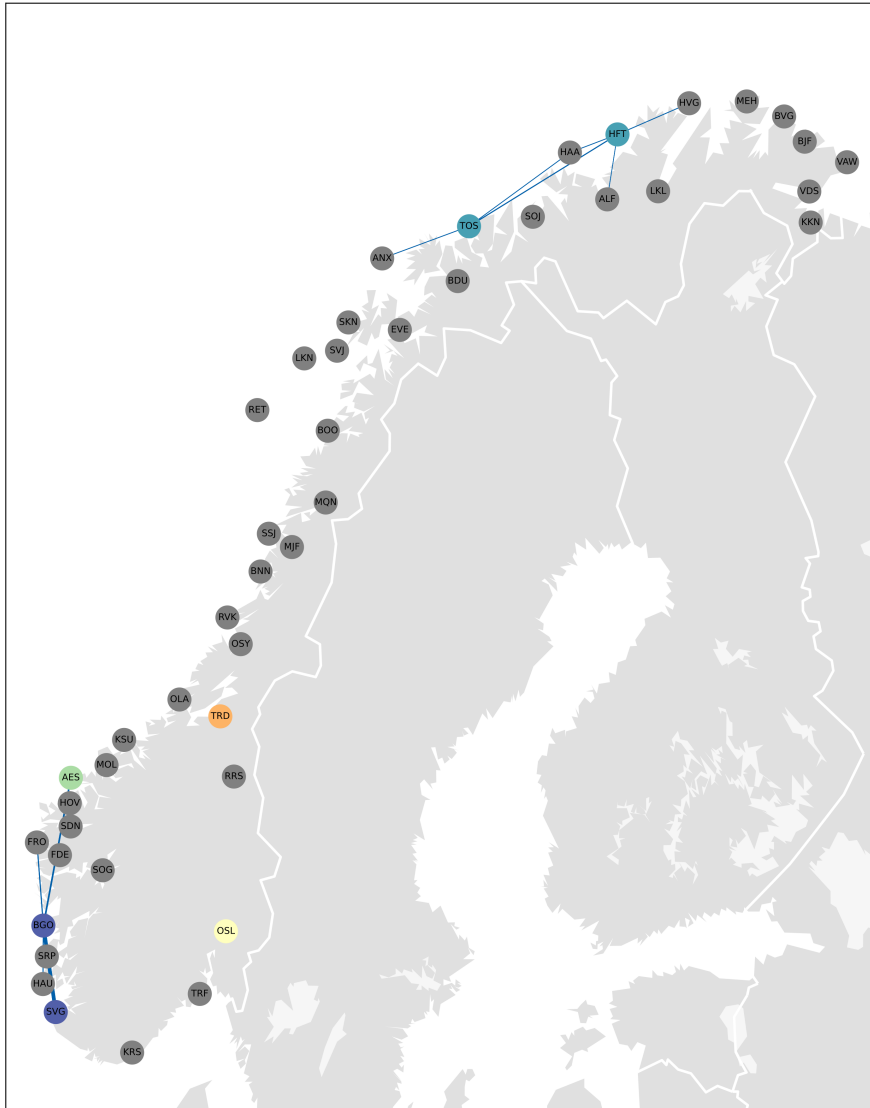 MEH
HVG
BVG
HFT
BJF
HAA
VAW
LKL
VDS
ALF
SOJ
KKN
TOS
ANX
BDU
SKN
EVE
SVJ
LKN
RET
BOO
MQN
SSJ
MJF
BNN
RVK
OSY
OLA
TRD
KSU
MOL
RRS
AES
HOV
SDN
FRO
FDE
SOG
BGO
OSL
SRP
HAU
TRF
SVG
KRS